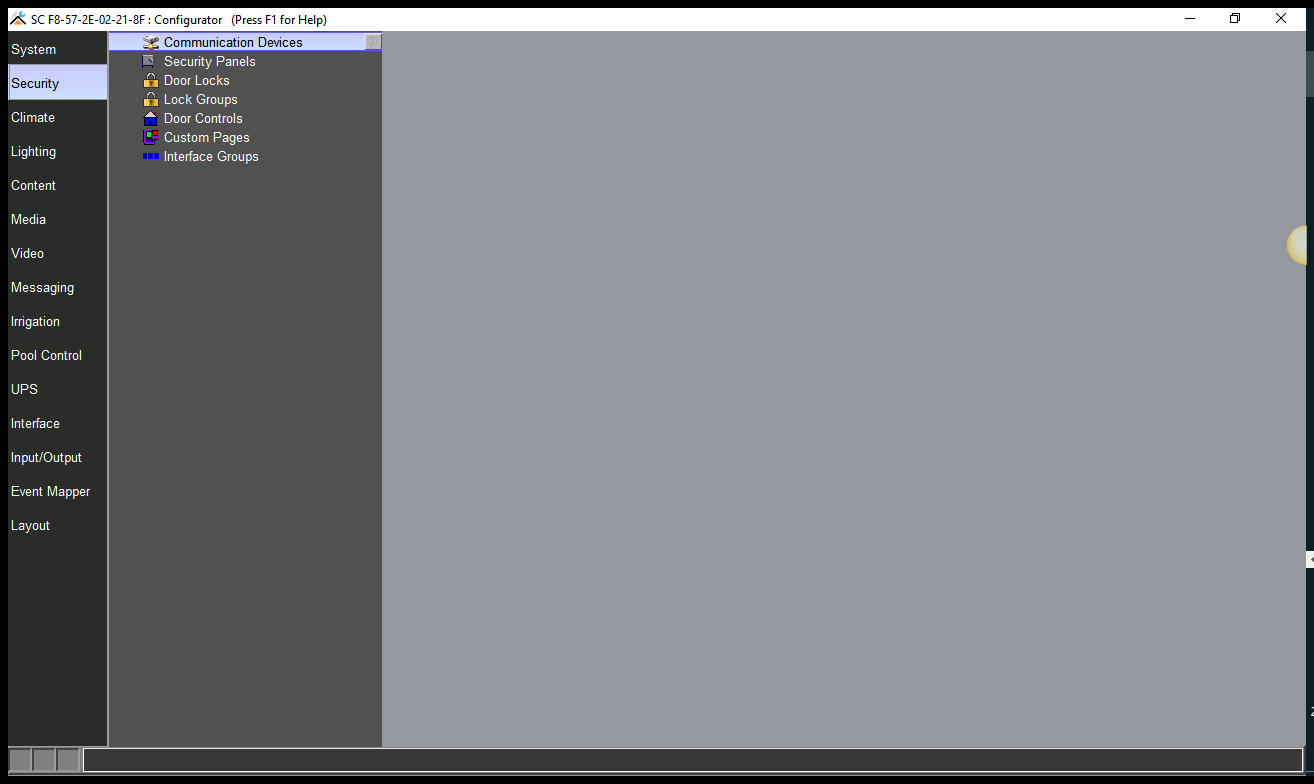 SC F8-57-2E-02-21-8F : Configurator (Press F1 for Help)
System
Security
Climate
Lighting
Content
Media
Video
Messaging
Irrigation
Pool Control
UPS
Interface
Input/Output
Event Mapper
Layout
Communication Devices
Security Panels
Door Locks
Lock Groups
Door Controls
Custom Pages
Interface Groups